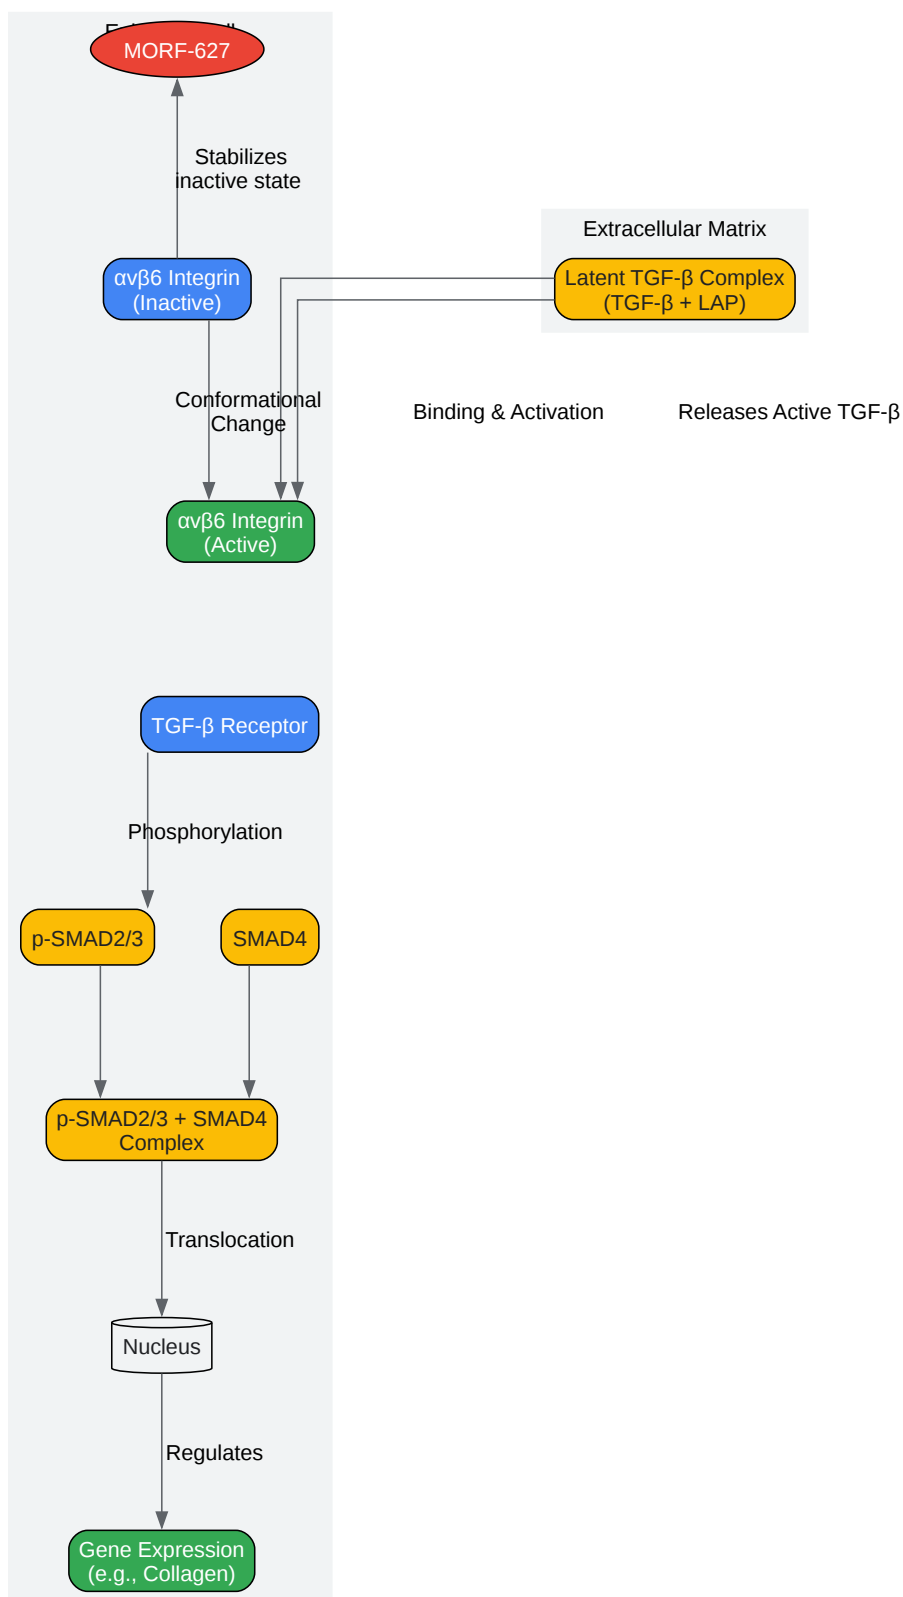 MORF-627
Stabilizes
inactive state
Extracellular Matrix
αvβ6 Integrin
(Inactive)
Latent TGF-β Complex
(TGF-β + LAP)
Conformational
Change
Binding & Activation
Releases Active TGF-β
αvβ6 Integrin
(Active)
TGF-β Receptor
Phosphorylation
p-SMAD2/3
SMAD4
p-SMAD2/3 + SMAD4
Complex
Translocation
Nucleus
Regulates
Gene Expression
(e.g., Collagen)